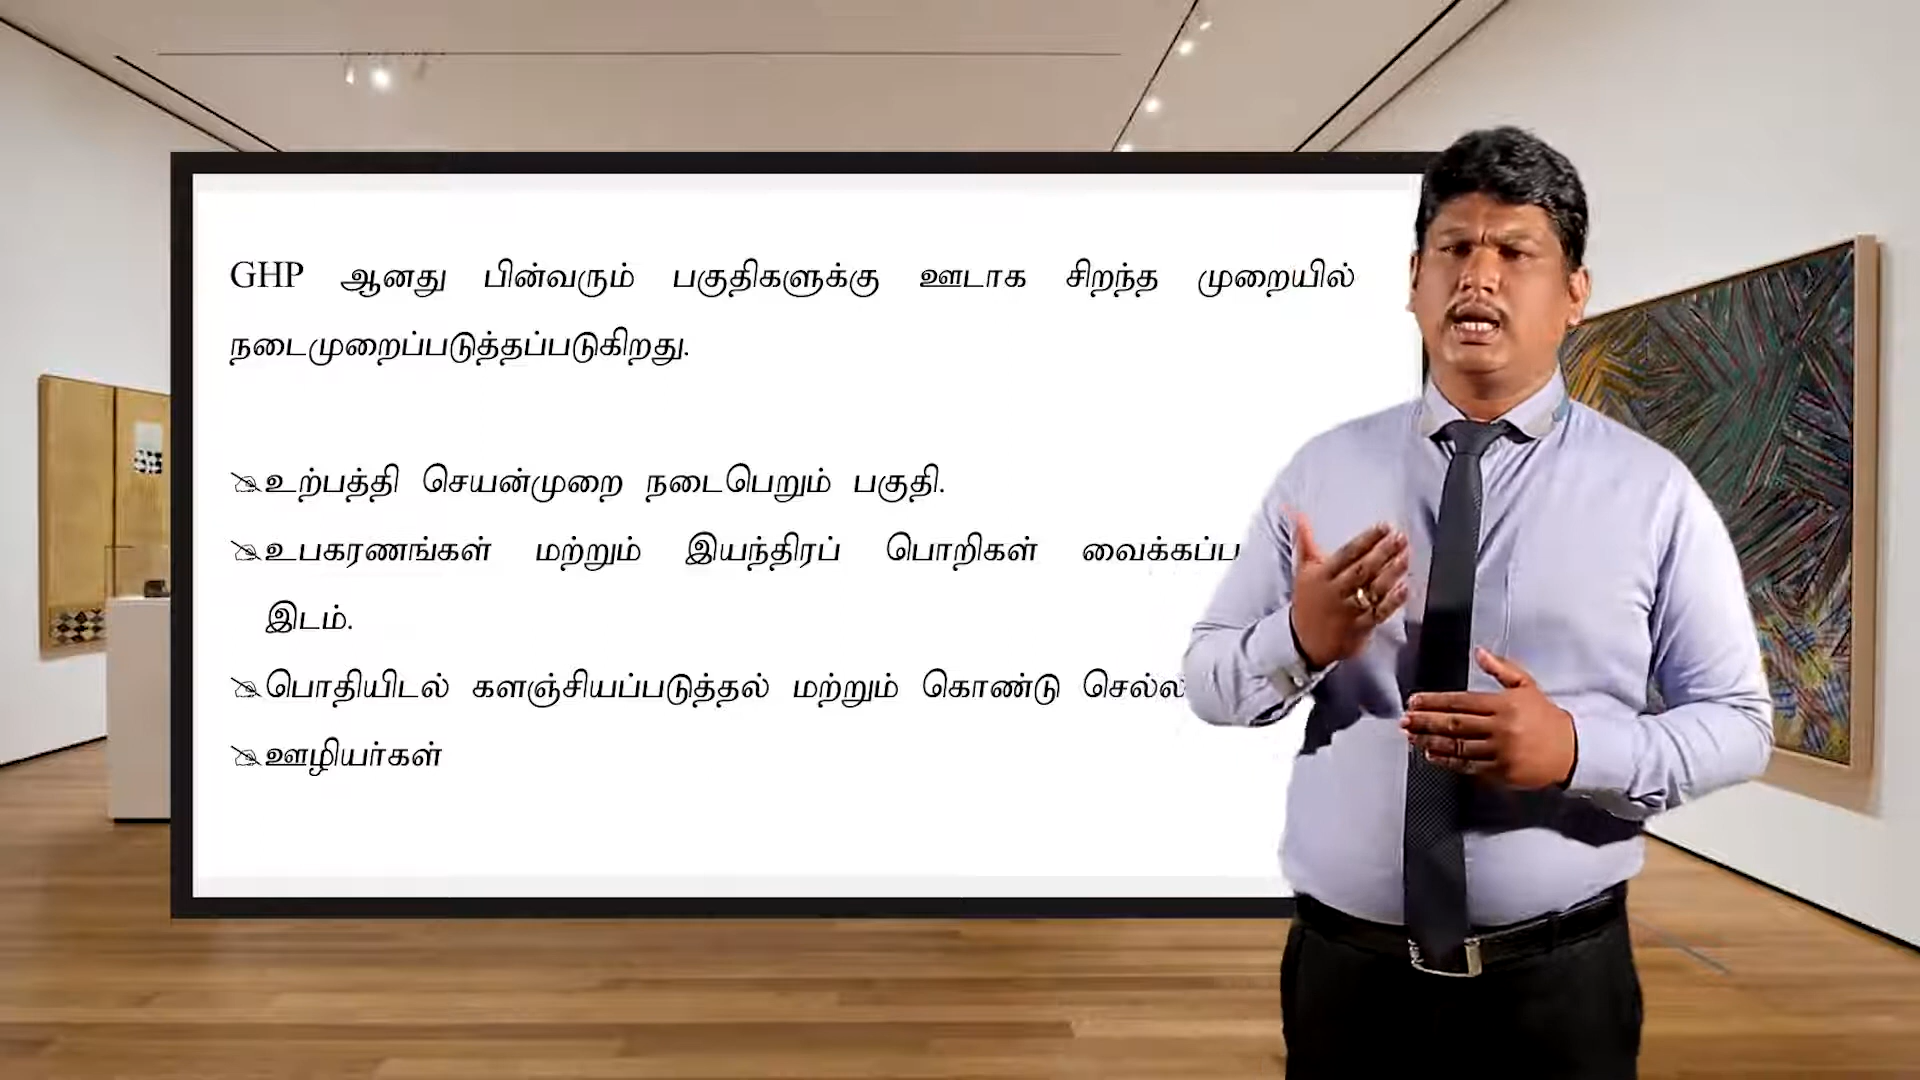 GHP ஆனது பின்வரும் பகுதிகளுக்கு ஊடாக சிறந்த முறையில்
நடைமுறைப்படுத்தப்படுகிறது.
உற்பத்தி செயன்முறை நடைபெறும் பகுதி.
உபகரணங்கள் மற்றும் இயந்திரப் பொறிகள்
இடம்.
பொதியிடல் களஞ்சியப்படுத்தல் மற்றும் கொண்டு
ஊழியர்கள்